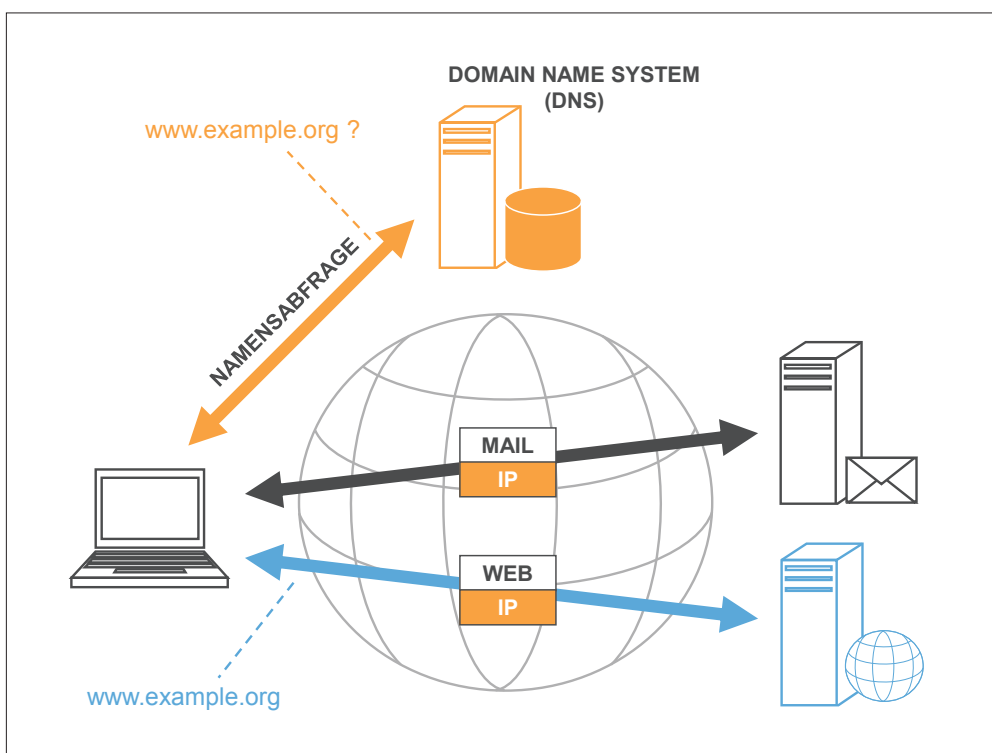 DOMAIN NAME SYSTEM
(DNS)
www.example.org ?
NAMENSABFRAGE
MAIL
IP
WEB
IP
www.example.org